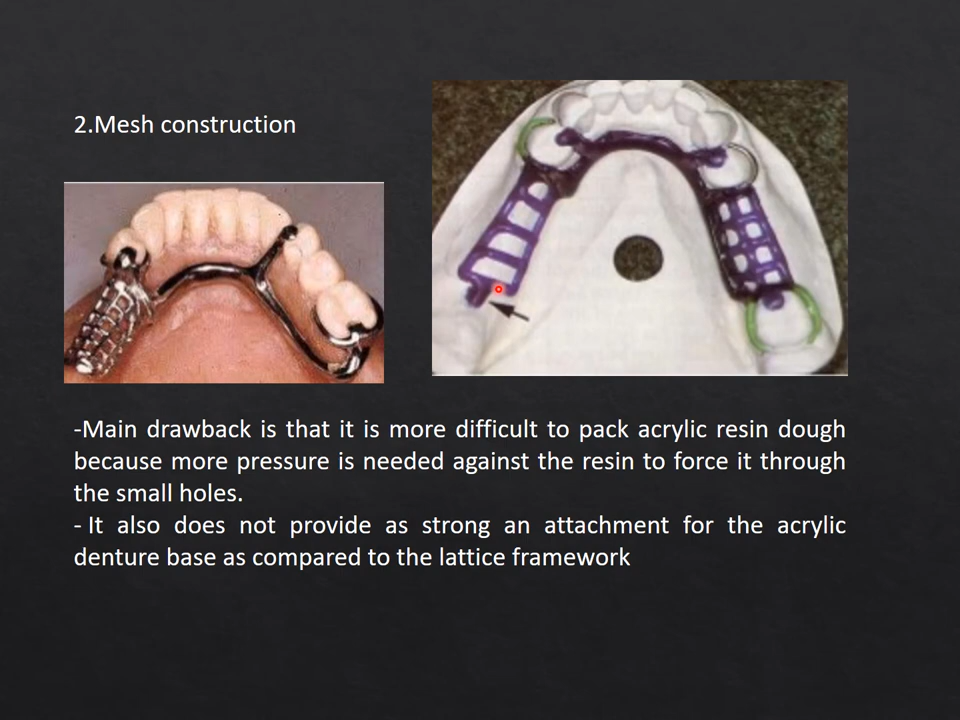 2.Mesh construction
-Main drawback is that it is more difficult to pack acrylic resin dough
because more pressure is needed against the resin to force it through
the small holes.
- It also does not provide as strong an attachment for the acrylic
denture base as compared to the lattice framework